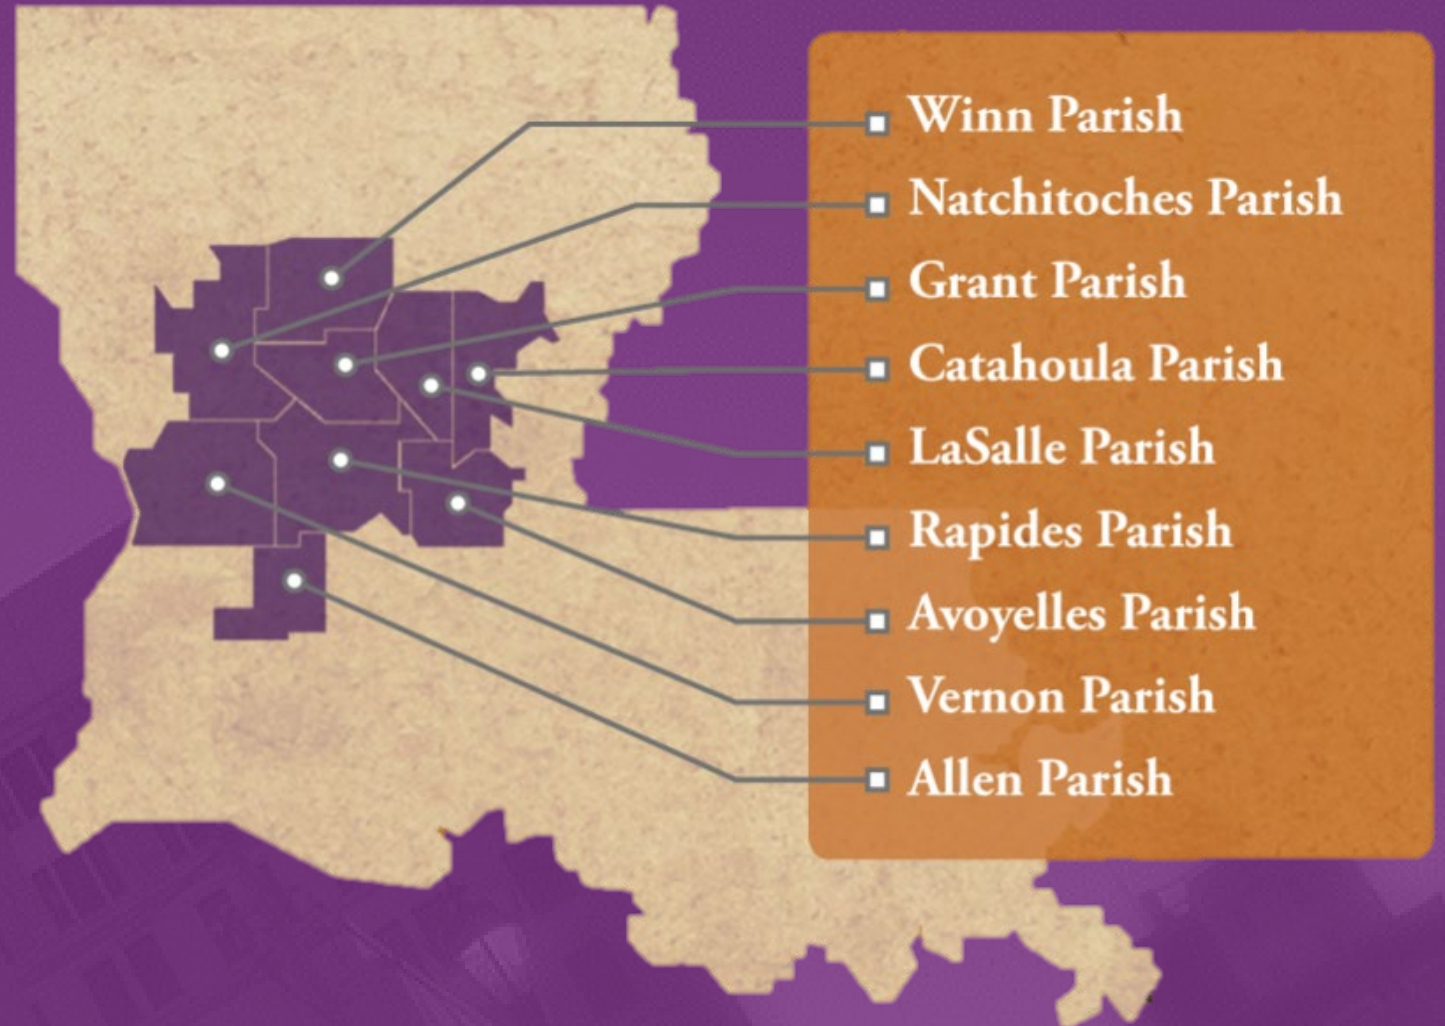 Winn Parish
Natchitoches Parish
Grant Parish
Catahoula Parish
LaSalle Parish
Rapides Parish
Avoyelles Parish
Vernon Parish
Allen Parish